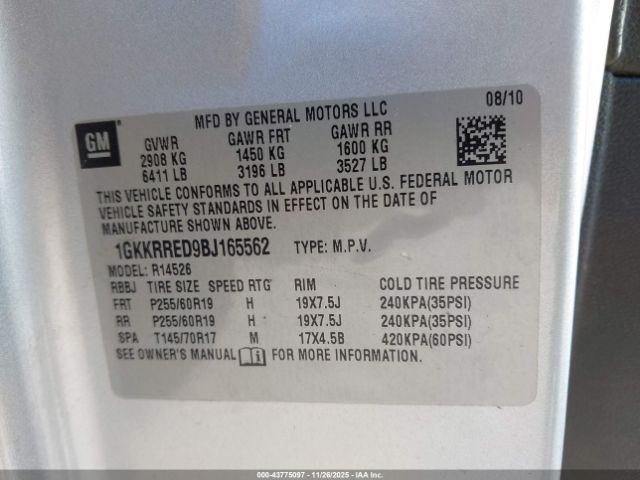 MFD BY GENERAL MOTORS LLC 08/10
GM
GVWR GAWR FRT GAWR RR
2908 KG 1450 KG 1600 KG
6411 LB 3196 LB 3527 LB
THIS VEHICLE CONFORMS TO ALL APPLICABLE U.S. FEDERAL MOTOR
VEHICLE SAFETY STANDARDS IN EFFECT ON THE DATE OF
MANUFACTURE SHOWN ABOVE.
1GKKRRED9BJ165562 TYPE: M.P.V.
MODEL: R14526
RBBJ TIRE SIZE SPEED RTG RIM COLD TIRE PRESSURE
FRT P255/60R19 H 19X7.5J 240KPA(35PSI)
RR P255/60R19 H 19X7.5J 240KPA(35PSI)
SPA T145/70R17 M 17X4.5B 420KPA(60PSI)
SEE OWNER'S MANUAL i FOR MORE INFORMATION.
000-43775097 - 11/26/2025 - IAAI.COM